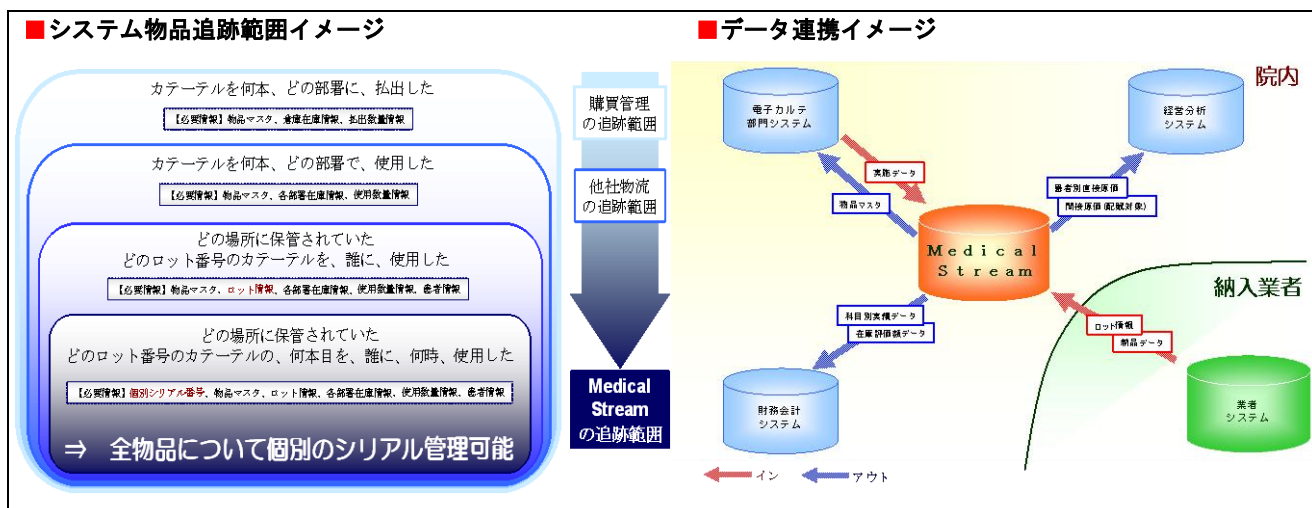 ■システム物品追跡範囲イメージ
カテーテルを何本、どの部署に、払出した
【必要情報】物品マスタ、倉庫在庫情報、払出数量情報
カテーテルを何本、どの部署で、使用した
【必要情報】物品マスタ、各部署在庫情報、使用数量情報
どの場所に保管されていた
どのロット番号のカテーテルを、誰に、使用した
【必要情報】物品マスタ、ロット情報、各部署在庫情報、使用数量情報、患者情報
どの場所に保管されていた
どのロット番号のカテーテルの、何本目を、誰に、何時、使用した
【必要情報】個別シリアル番号、物品マスタ、ロット情報、各部署在庫情報、使用数量情報、患者情報
⇒ 全物品について個別のシリアル管理可能
購買管理
の追跡範囲
他社物流
の追跡範囲
Medical
Stream
の追跡範囲
■データ連携イメージ
院内
電子カルテ
部門システム
経営分析
システム
実施データ
物品マスタ
患者別直接原価
間接原価(配賦対象)
Medical
Stream
納入業者
科目別実績データ
在庫評価額データ
ロット情報
納品データ
財務会計
システム
業者
システム
イン
アウト